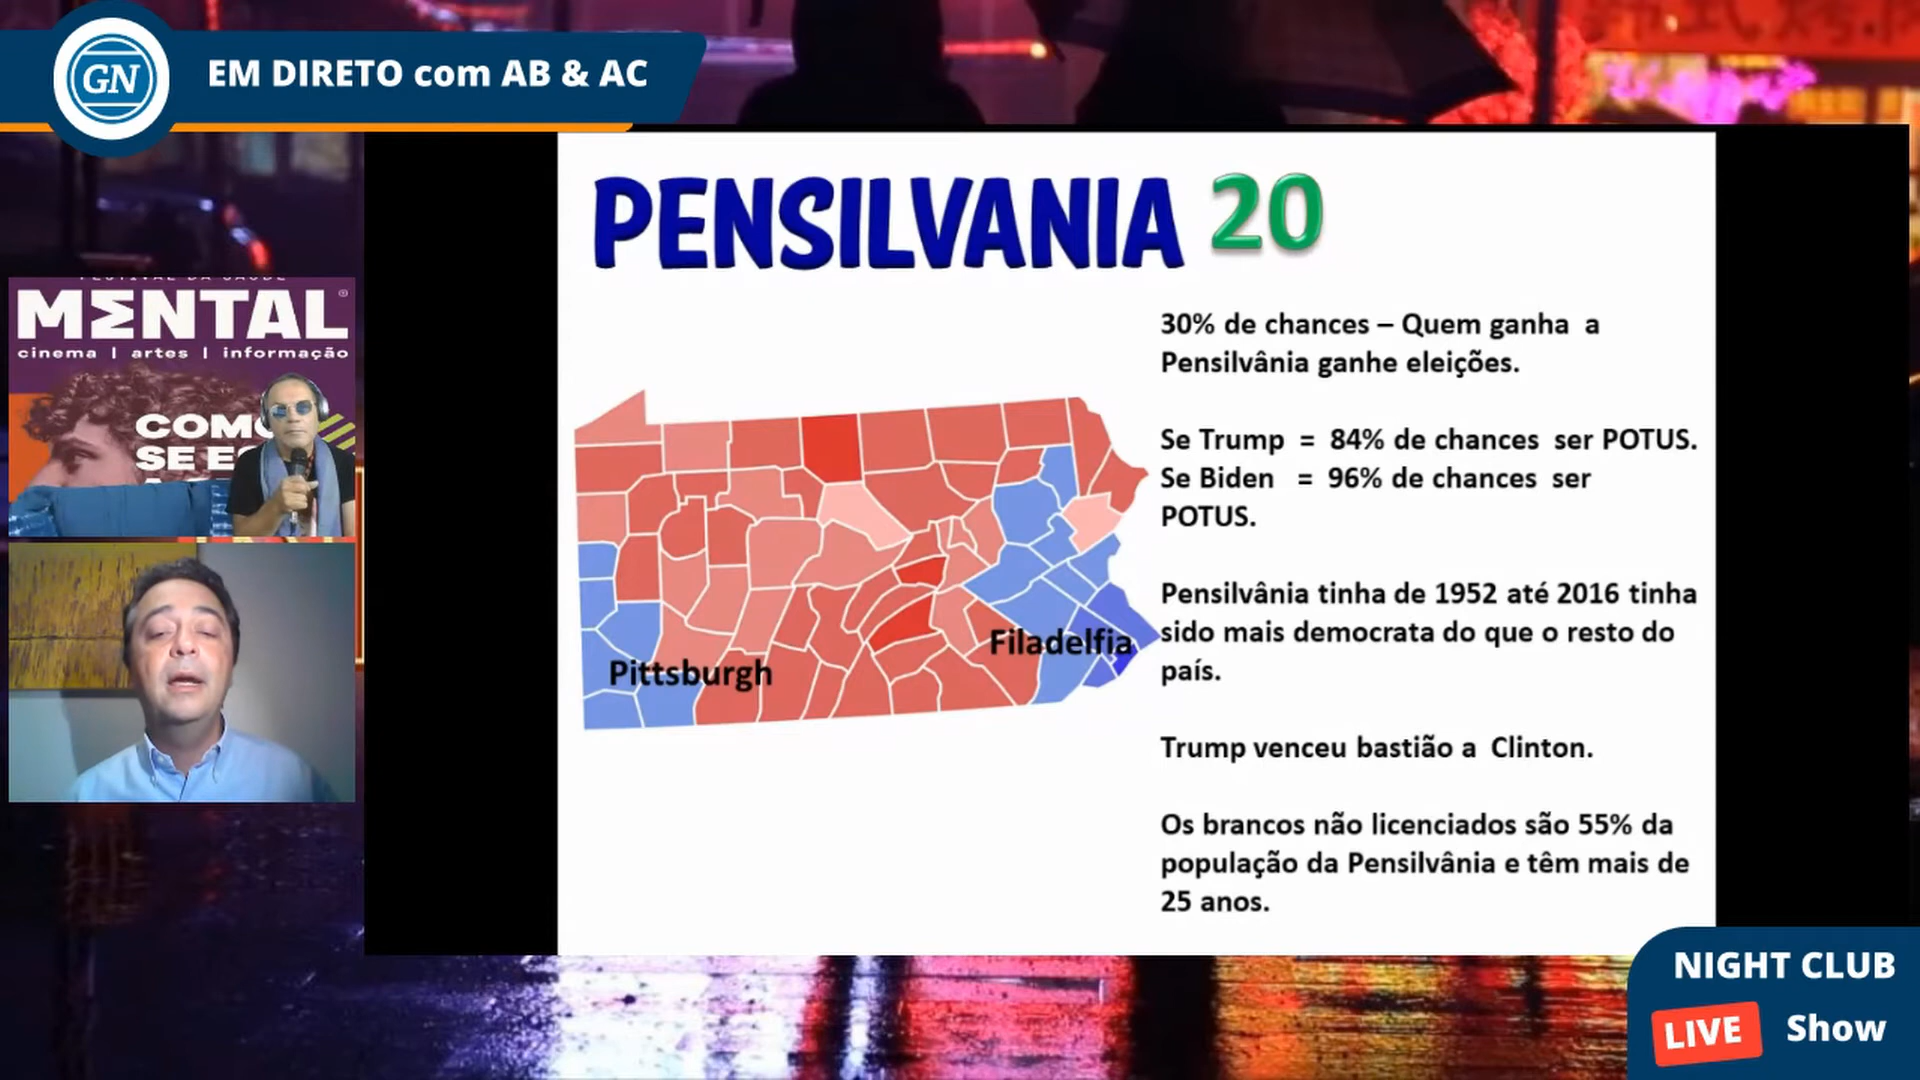 GN
EM DIRETO com AB & AC
MΣNTAL®
cinema | artes | informação
SE
PENSILVANIA 20
30% de chances – Quem ganha a
Pensilvânia ganhe eleições.
Se Trump = 84% de chances ser POTUS.
Se Biden = 96% de chances ser
POTUS.
Pensilvânia tinha de 1952 até 2016 tinha
sido mais democrata do que o resto do
país.
Trump venceu bastião a Clinton.
Os brancos não licenciados são 55% da
população da Pensilvânia e têm mais de
25 anos.
Pittsburgh
Filadelfia
NIGHT CLUB
LIVE Show